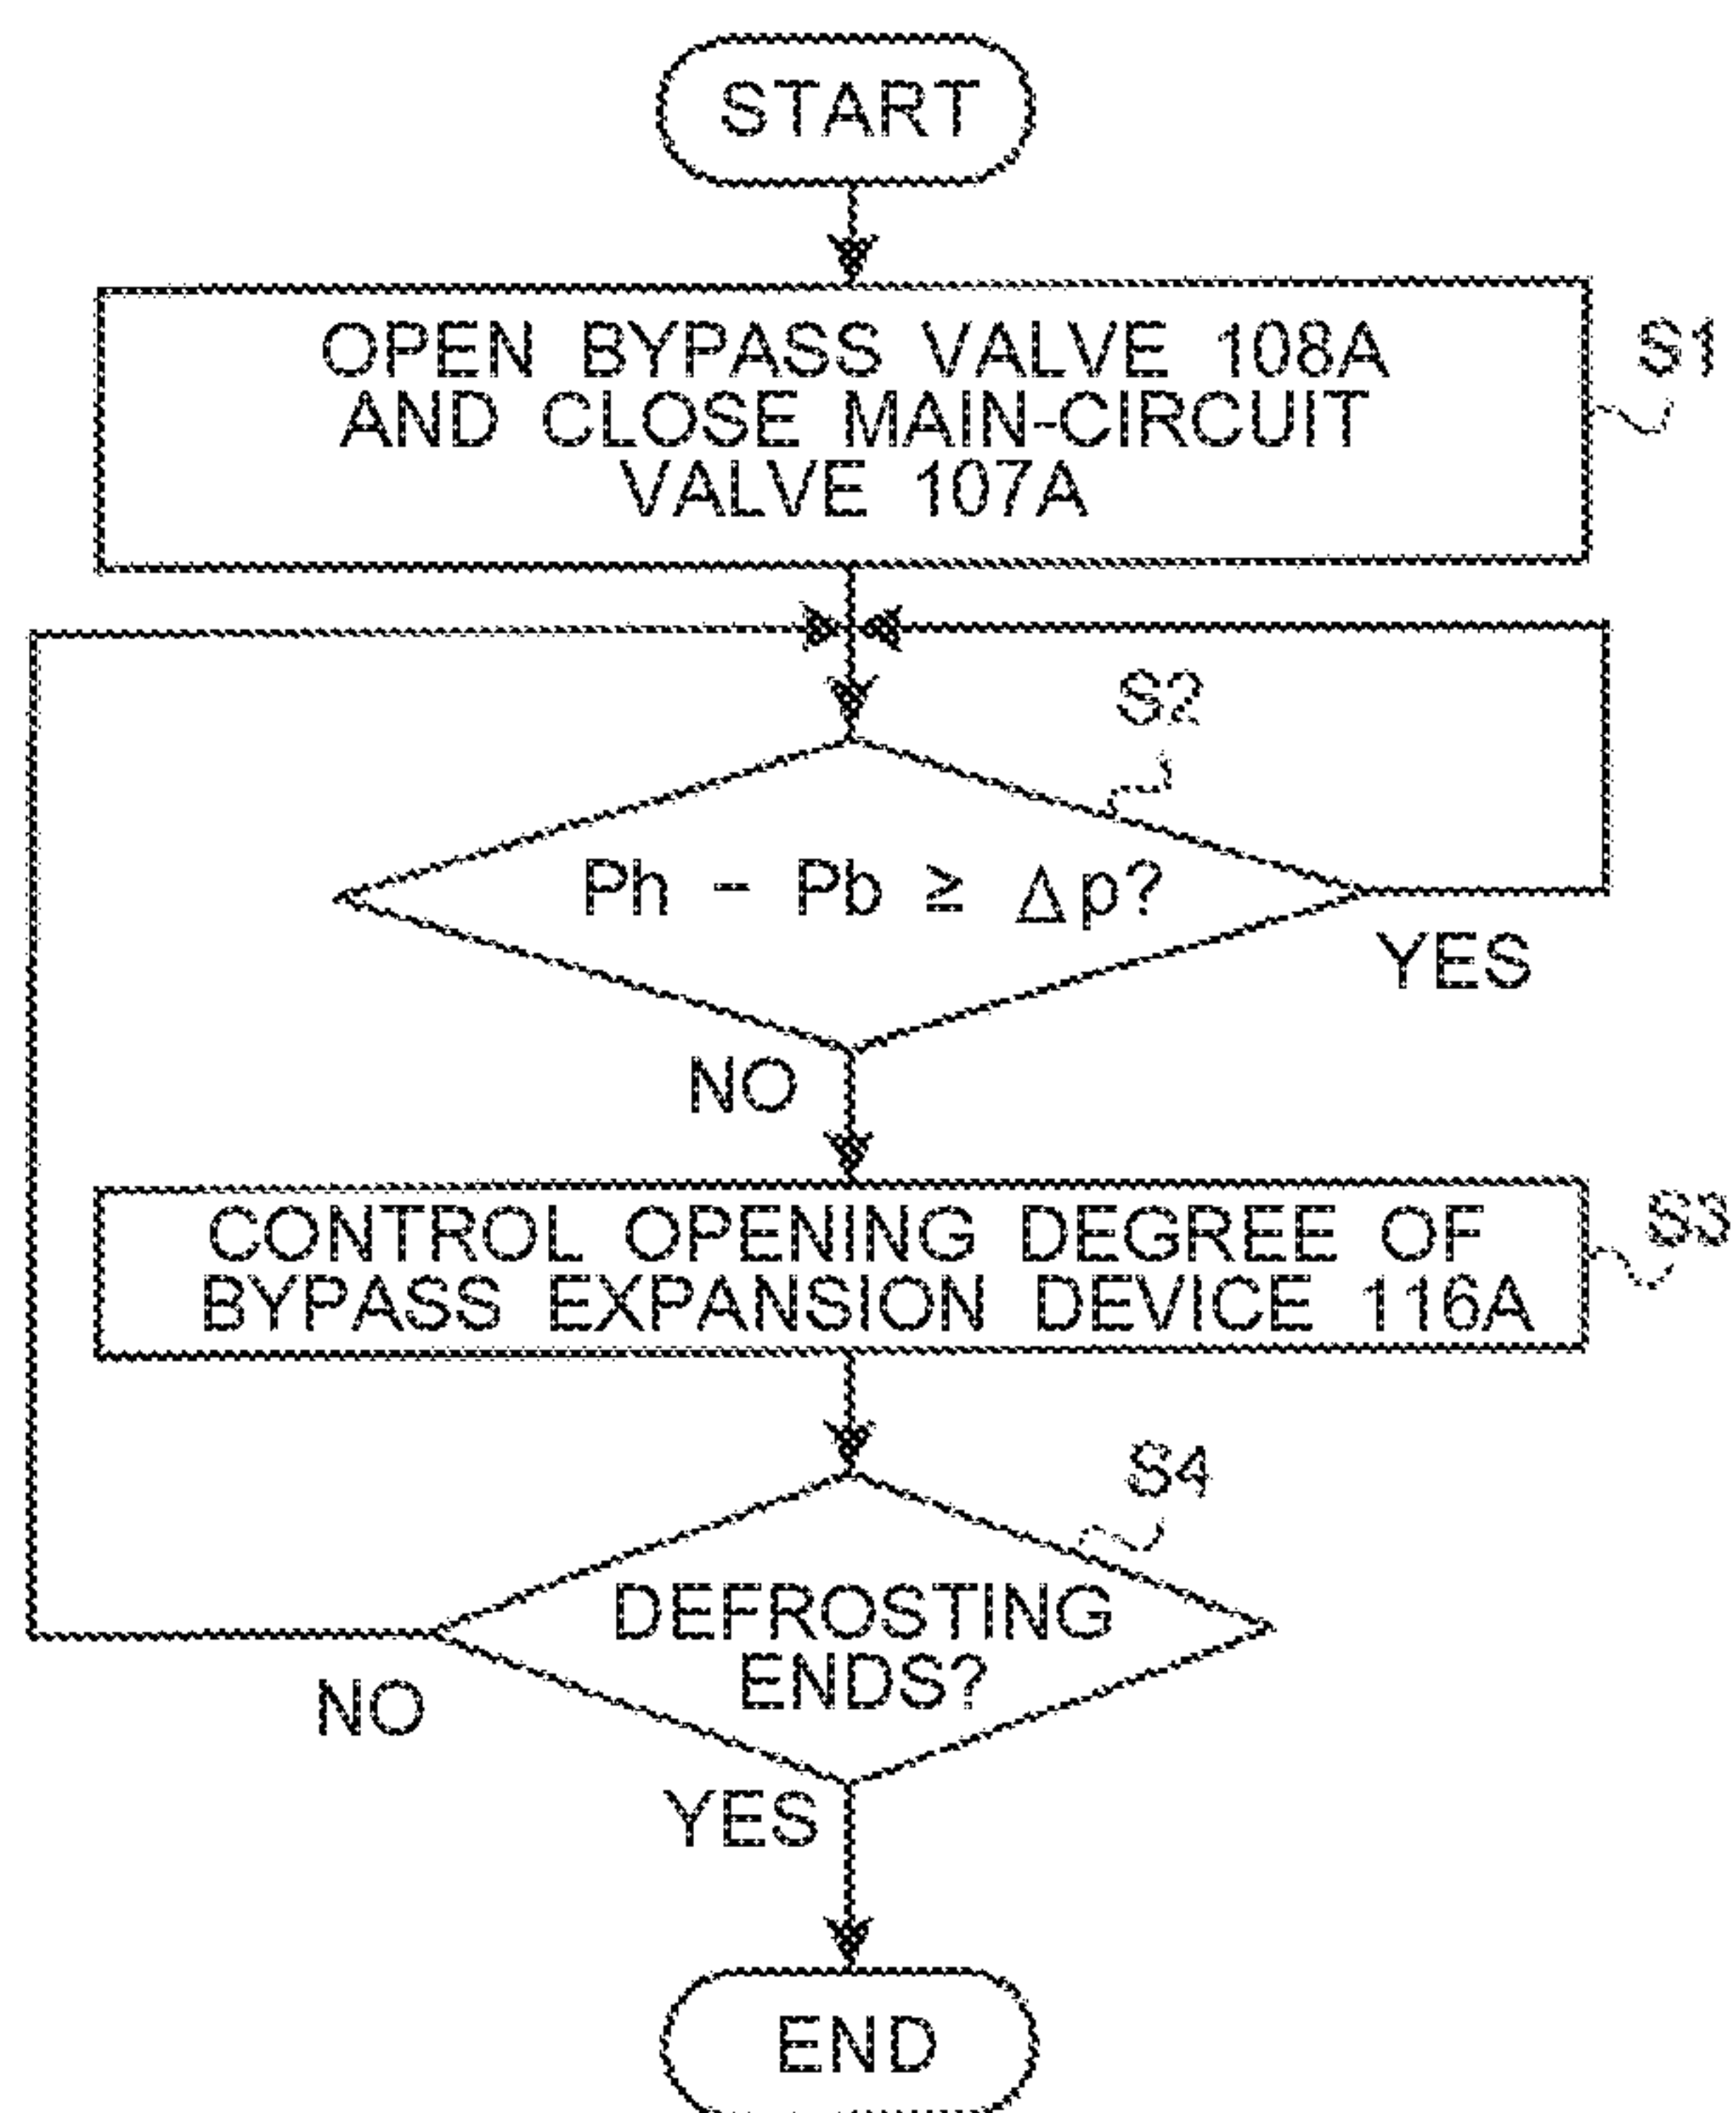 START
OPEN BYPASS VALVE 108A
AND CLOSE MAIN-CIRCUIT
VALVE 107A
S1
S2
Ph - Pb ≥ Δp?
YES
NO
CONTROL OPENING DEGREE OF
BYPASS EXPANSION DEVICE 116A
S3
S4
DEFROSTING
ENDS?
NO
YES
END